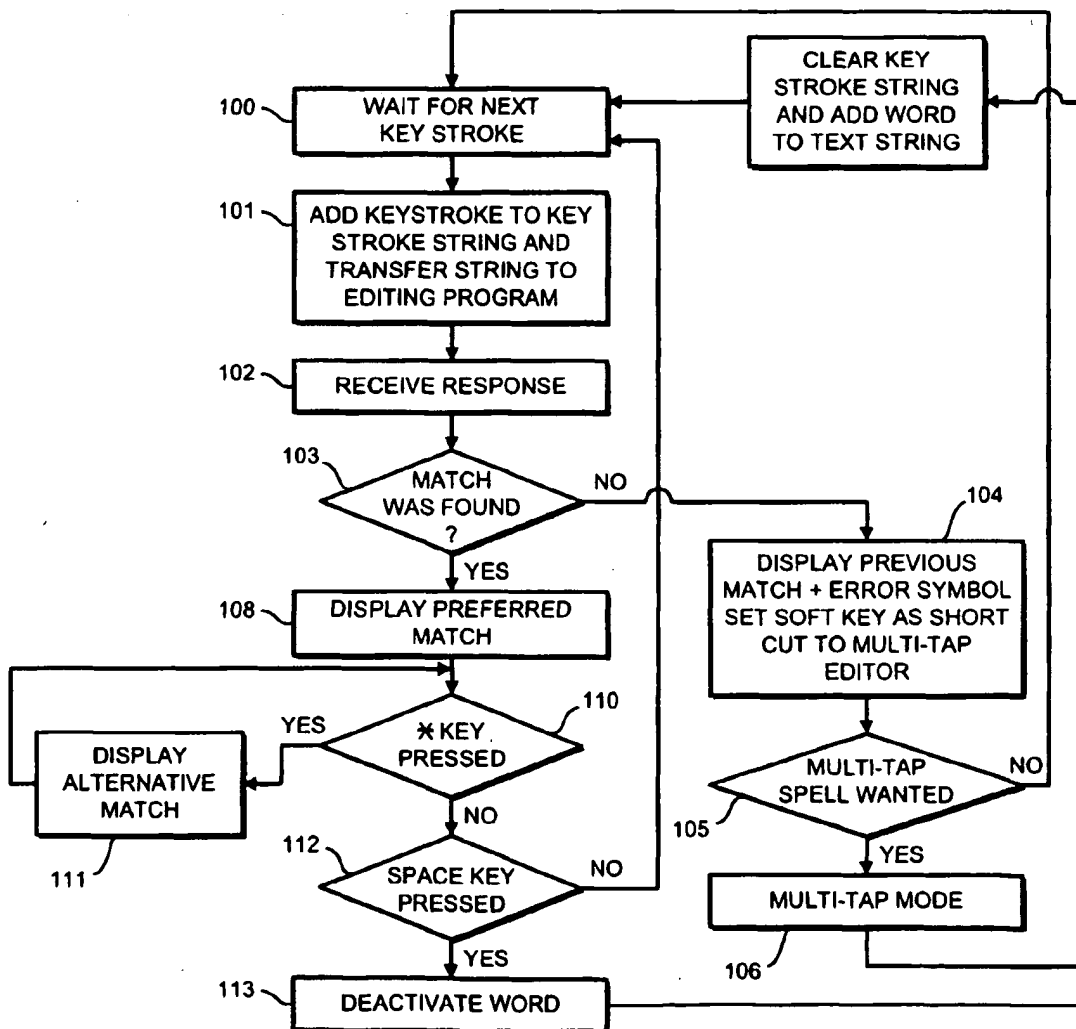 CLEAR KEY
STROKE STRING
AND ADD WORD
TO TEXT STRING
100
WAIT FOR NEXT
KEY STROKE
101
ADD KEYSTROKE TO KEY
STROKE STRING AND
TRANSFER STRING TO
EDITING PROGRAM
102
RECEIVE RESPONSE
103
MATCH
WAS FOUND
?
NO
YES
104
DISPLAY PREVIOUS
MATCH + ERROR SYMBOL
SET SOFT KEY AS SHORT
CUT TO MULTI-TAP
EDITOR
108
DISPLAY PREFERRED
MATCH
110
* KEY
PRESSED
YES
NO
DISPLAY
ALTERNATIVE
MATCH
111
105
MULTI-TAP
SPELL WANTED
NO
YES
112
SPACE KEY
PRESSED
NO
YES
MULTI-TAP MODE
106
113
DEACTIVATE WORD